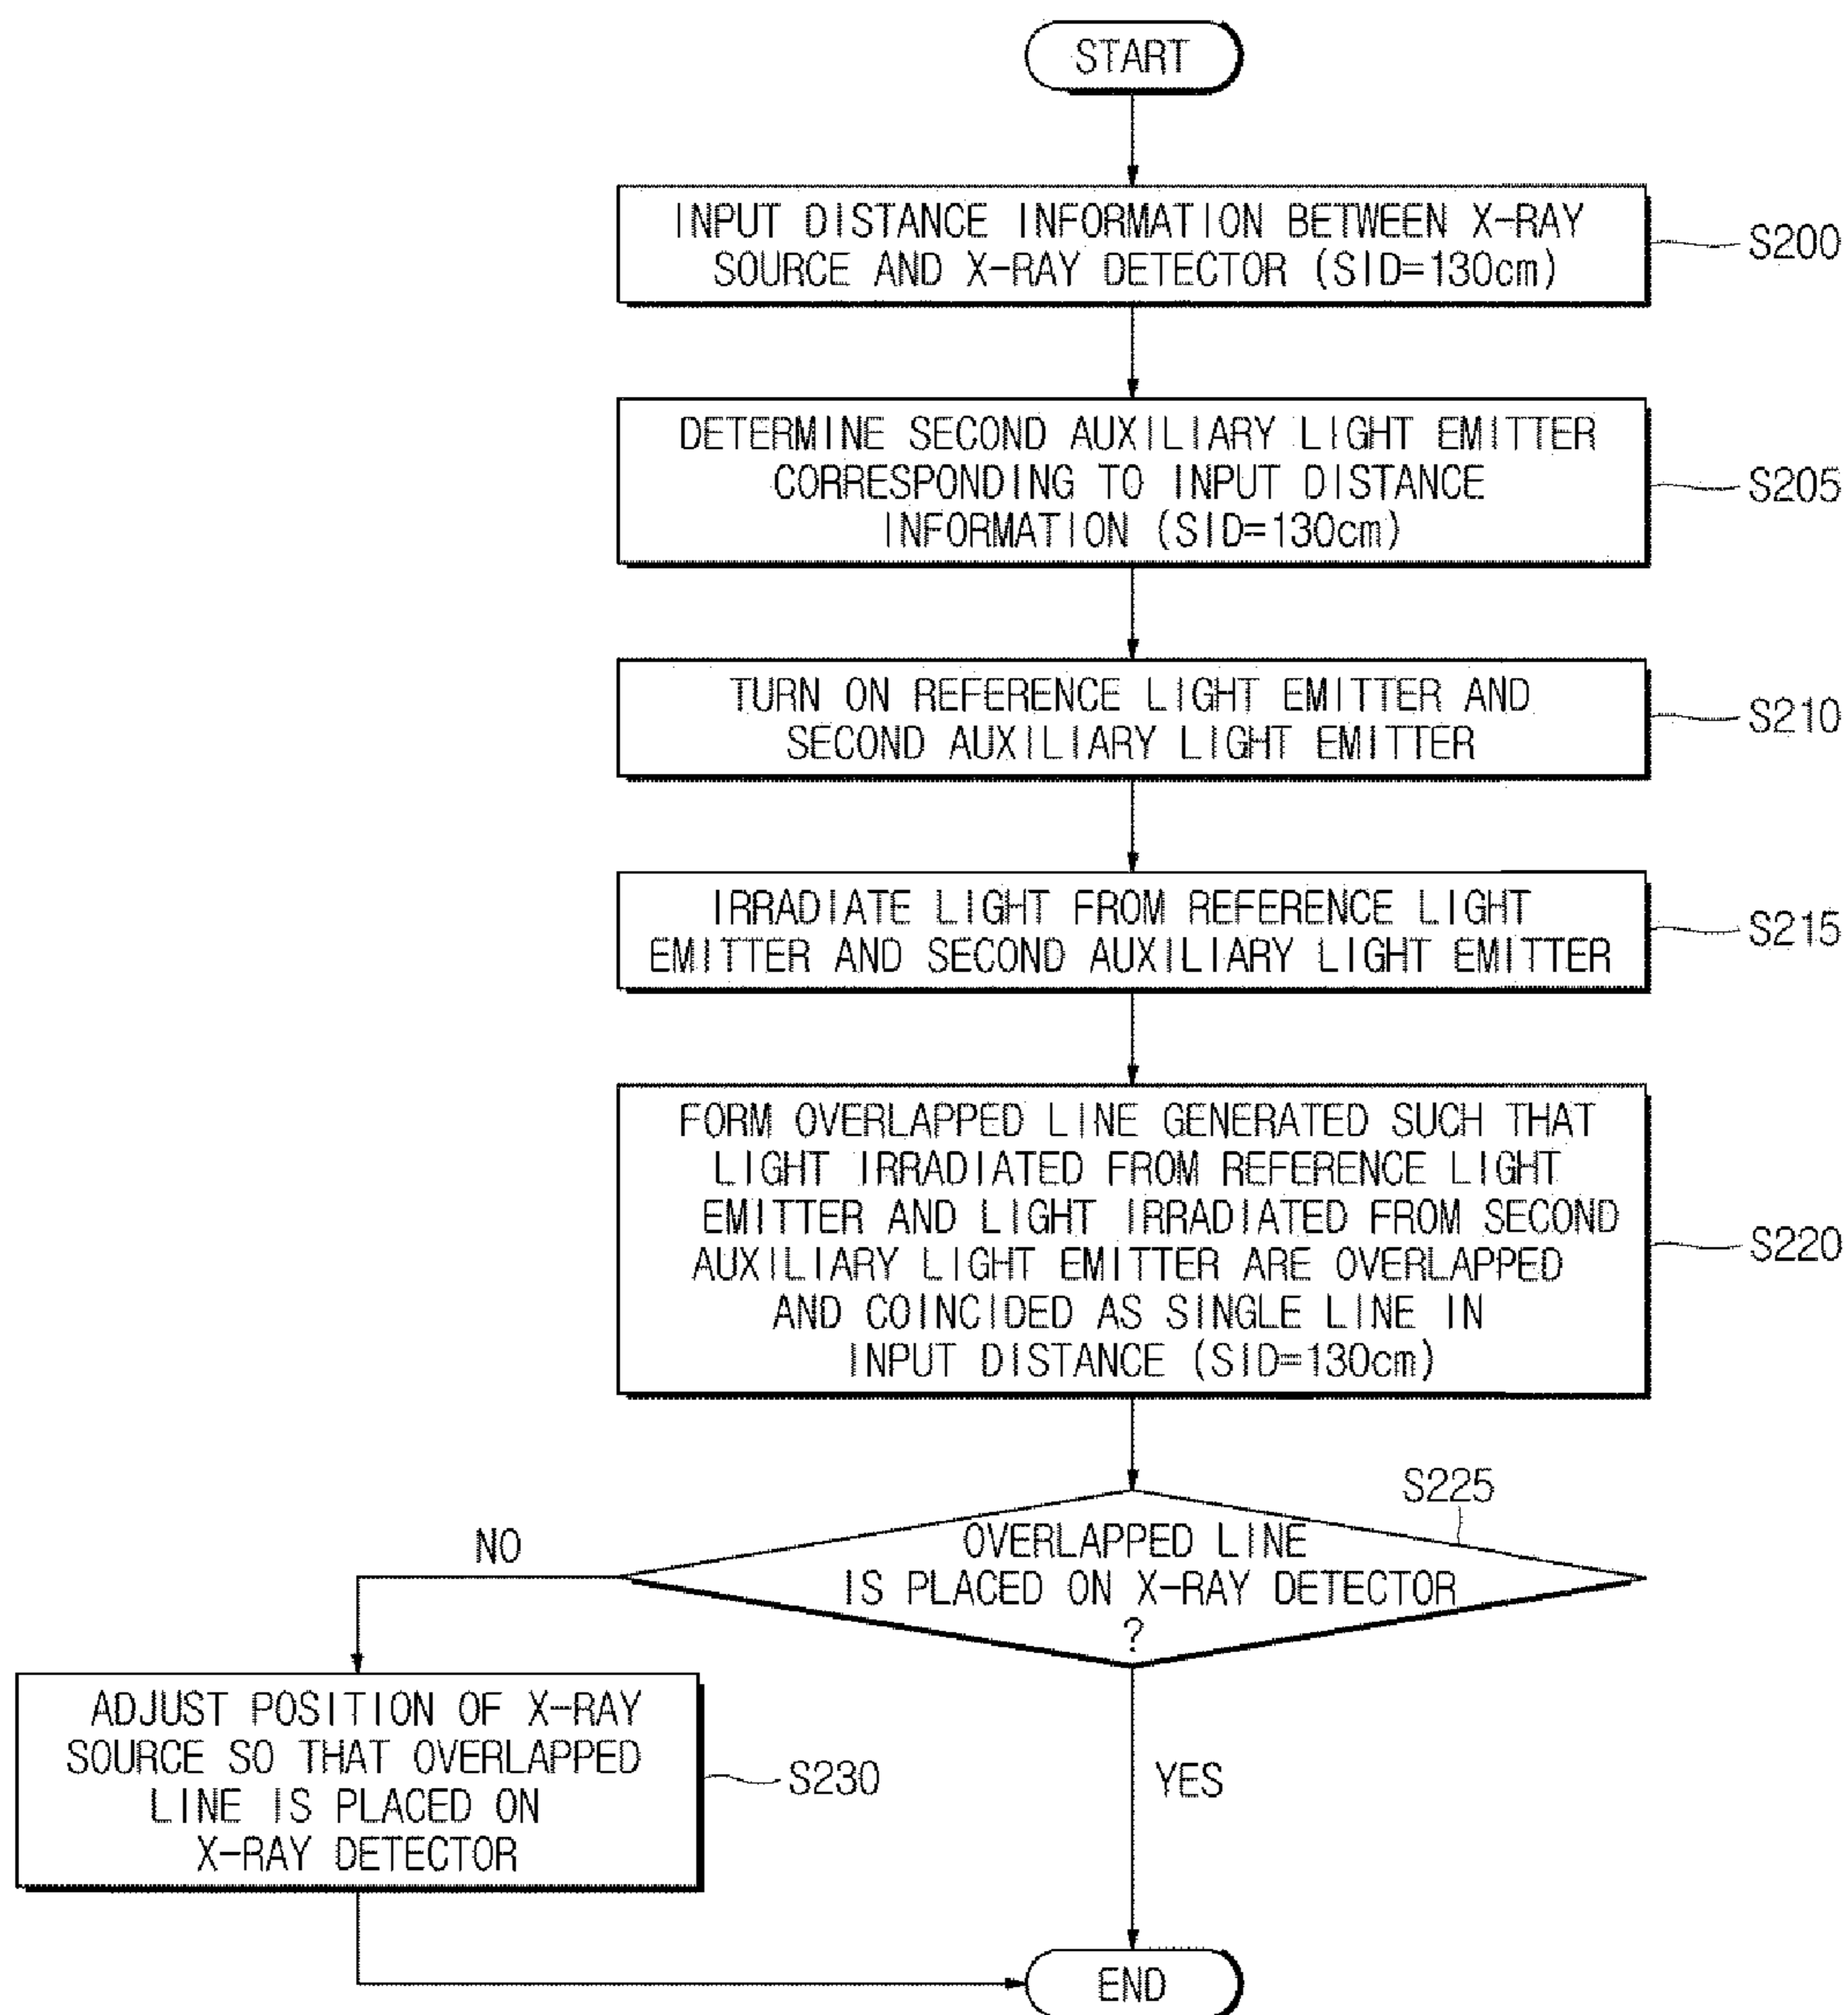 START
INPUT DISTANCE INFORMATION BETWEEN X-RAY
SOURCE AND X-RAY DETECTOR (SID=130cm)
S200
DETERMINE SECOND AUXILIARY LIGHT EMITTER
CORRESPONDING TO INPUT DISTANCE
INFORMATION (SID=130cm)
S205
TURN ON REFERENCE LIGHT EMITTER AND
SECOND AUXILIARY LIGHT EMITTER
S210
IRRADIATE LIGHT FROM REFERENCE LIGHT
EMITTER AND SECOND AUXILIARY LIGHT EMITTER
S215
FORM OVERLAPPED LINE GENERATED SUCH THAT
LIGHT IRRADIATED FROM REFERENCE LIGHT
EMITTER AND LIGHT IRRADIATED FROM SECOND
AUXILIARY LIGHT EMITTER ARE OVERLAPPED
AND COINCIDED AS SINGLE LINE IN
INPUT DISTANCE (SID=130cm)
S220
S225
OVERLAPPED LINE
IS PLACED ON X-RAY DETECTOR
?
NO
ADJUST POSITION OF X-RAY
SOURCE SO THAT OVERLAPPED
LINE IS PLACED ON
X-RAY DETECTOR
S230
YES
END